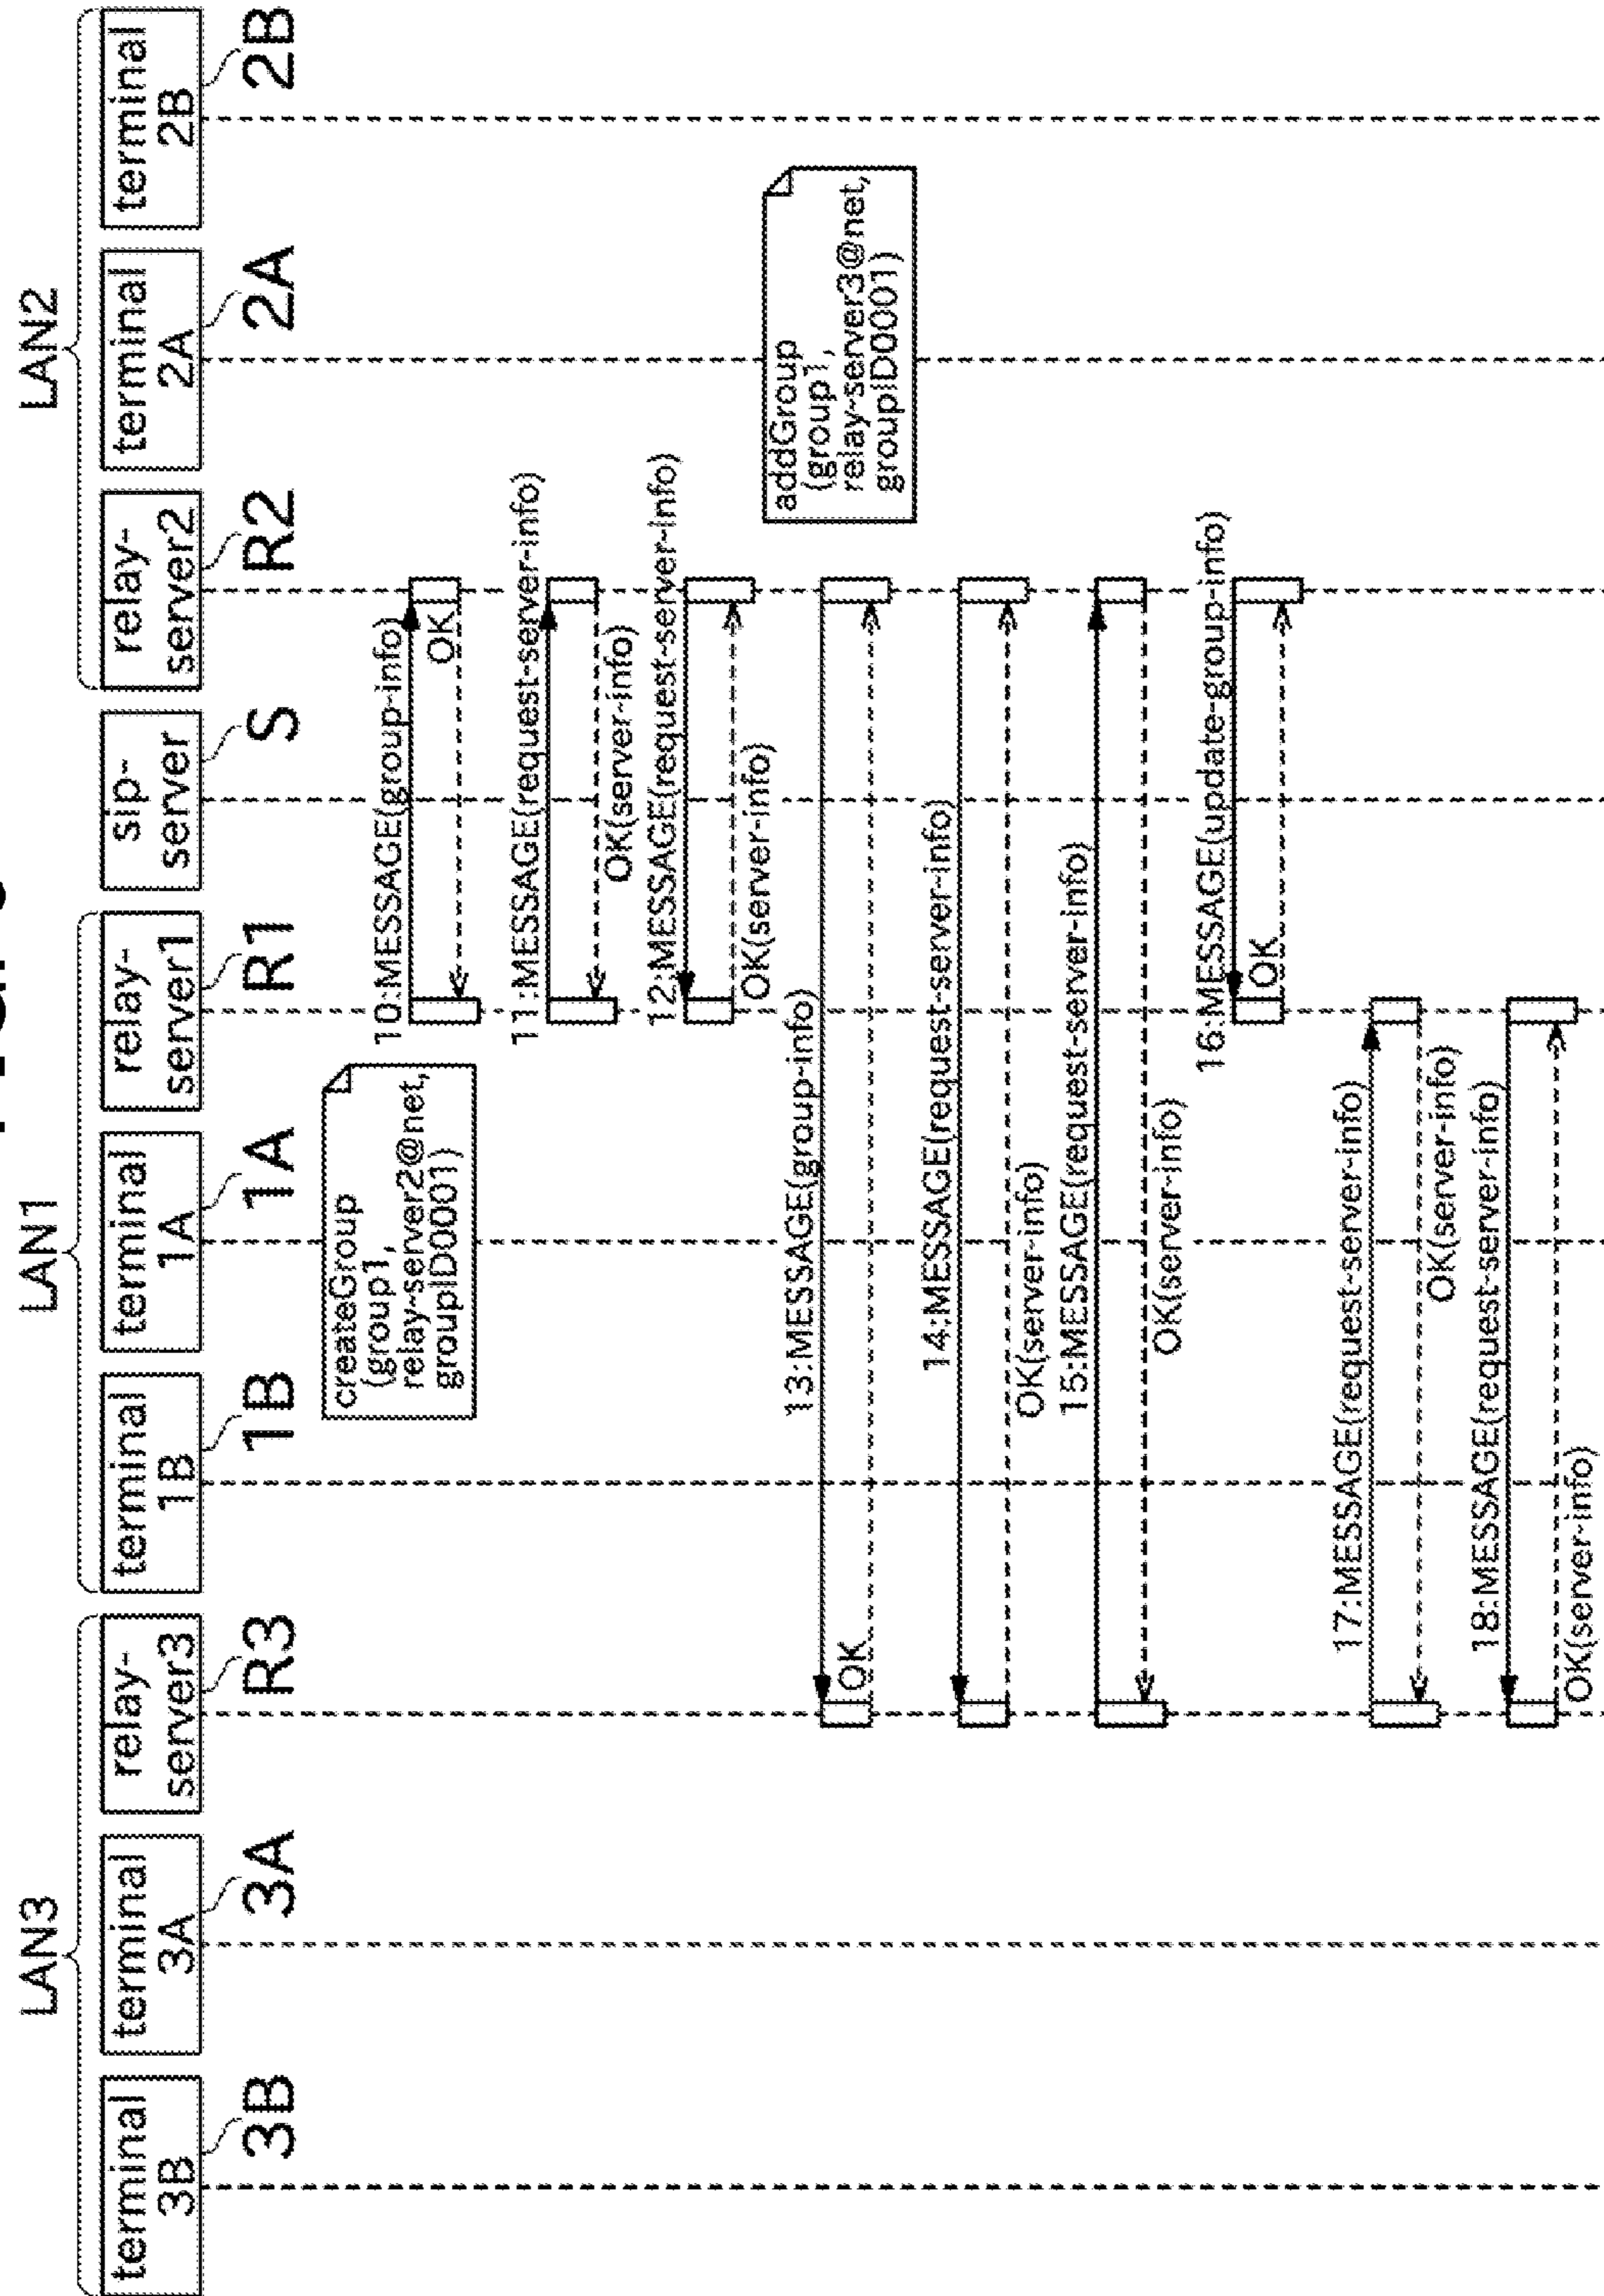 LAN3
LAN1
LAN2
terminal
3B
terminal
3A
relay-
server3
terminal
1B
terminal
1A
relay-
server1
sip-
server
relay-
server2
terminal
2A
terminal
2B
3B
3A
R3
1B
1A
R1
S
R2
2A
2B
createGroup
(group1,
relay-server2@net,
groupID0001)
10:MESSAGE(group-info)
OK
11:MESSAGE(request-server-info)
OK(server-info)
12:MESSAGE(request-server-info)
OK(server-info)
addGroup
(group1,
relay-server3@net,
groupID0001)
13:MESSAGE(group-info)
OK
14:MESSAGE(request-server-info)
OK(server-info)
15:MESSAGE(request-server-info)
OK(server-info)
16:MESSAGE(update-group-info)
OK
17:MESSAGE(request-server-info)
OK(server-info)
18:MESSAGE(request-server-info)
OK(server-info)